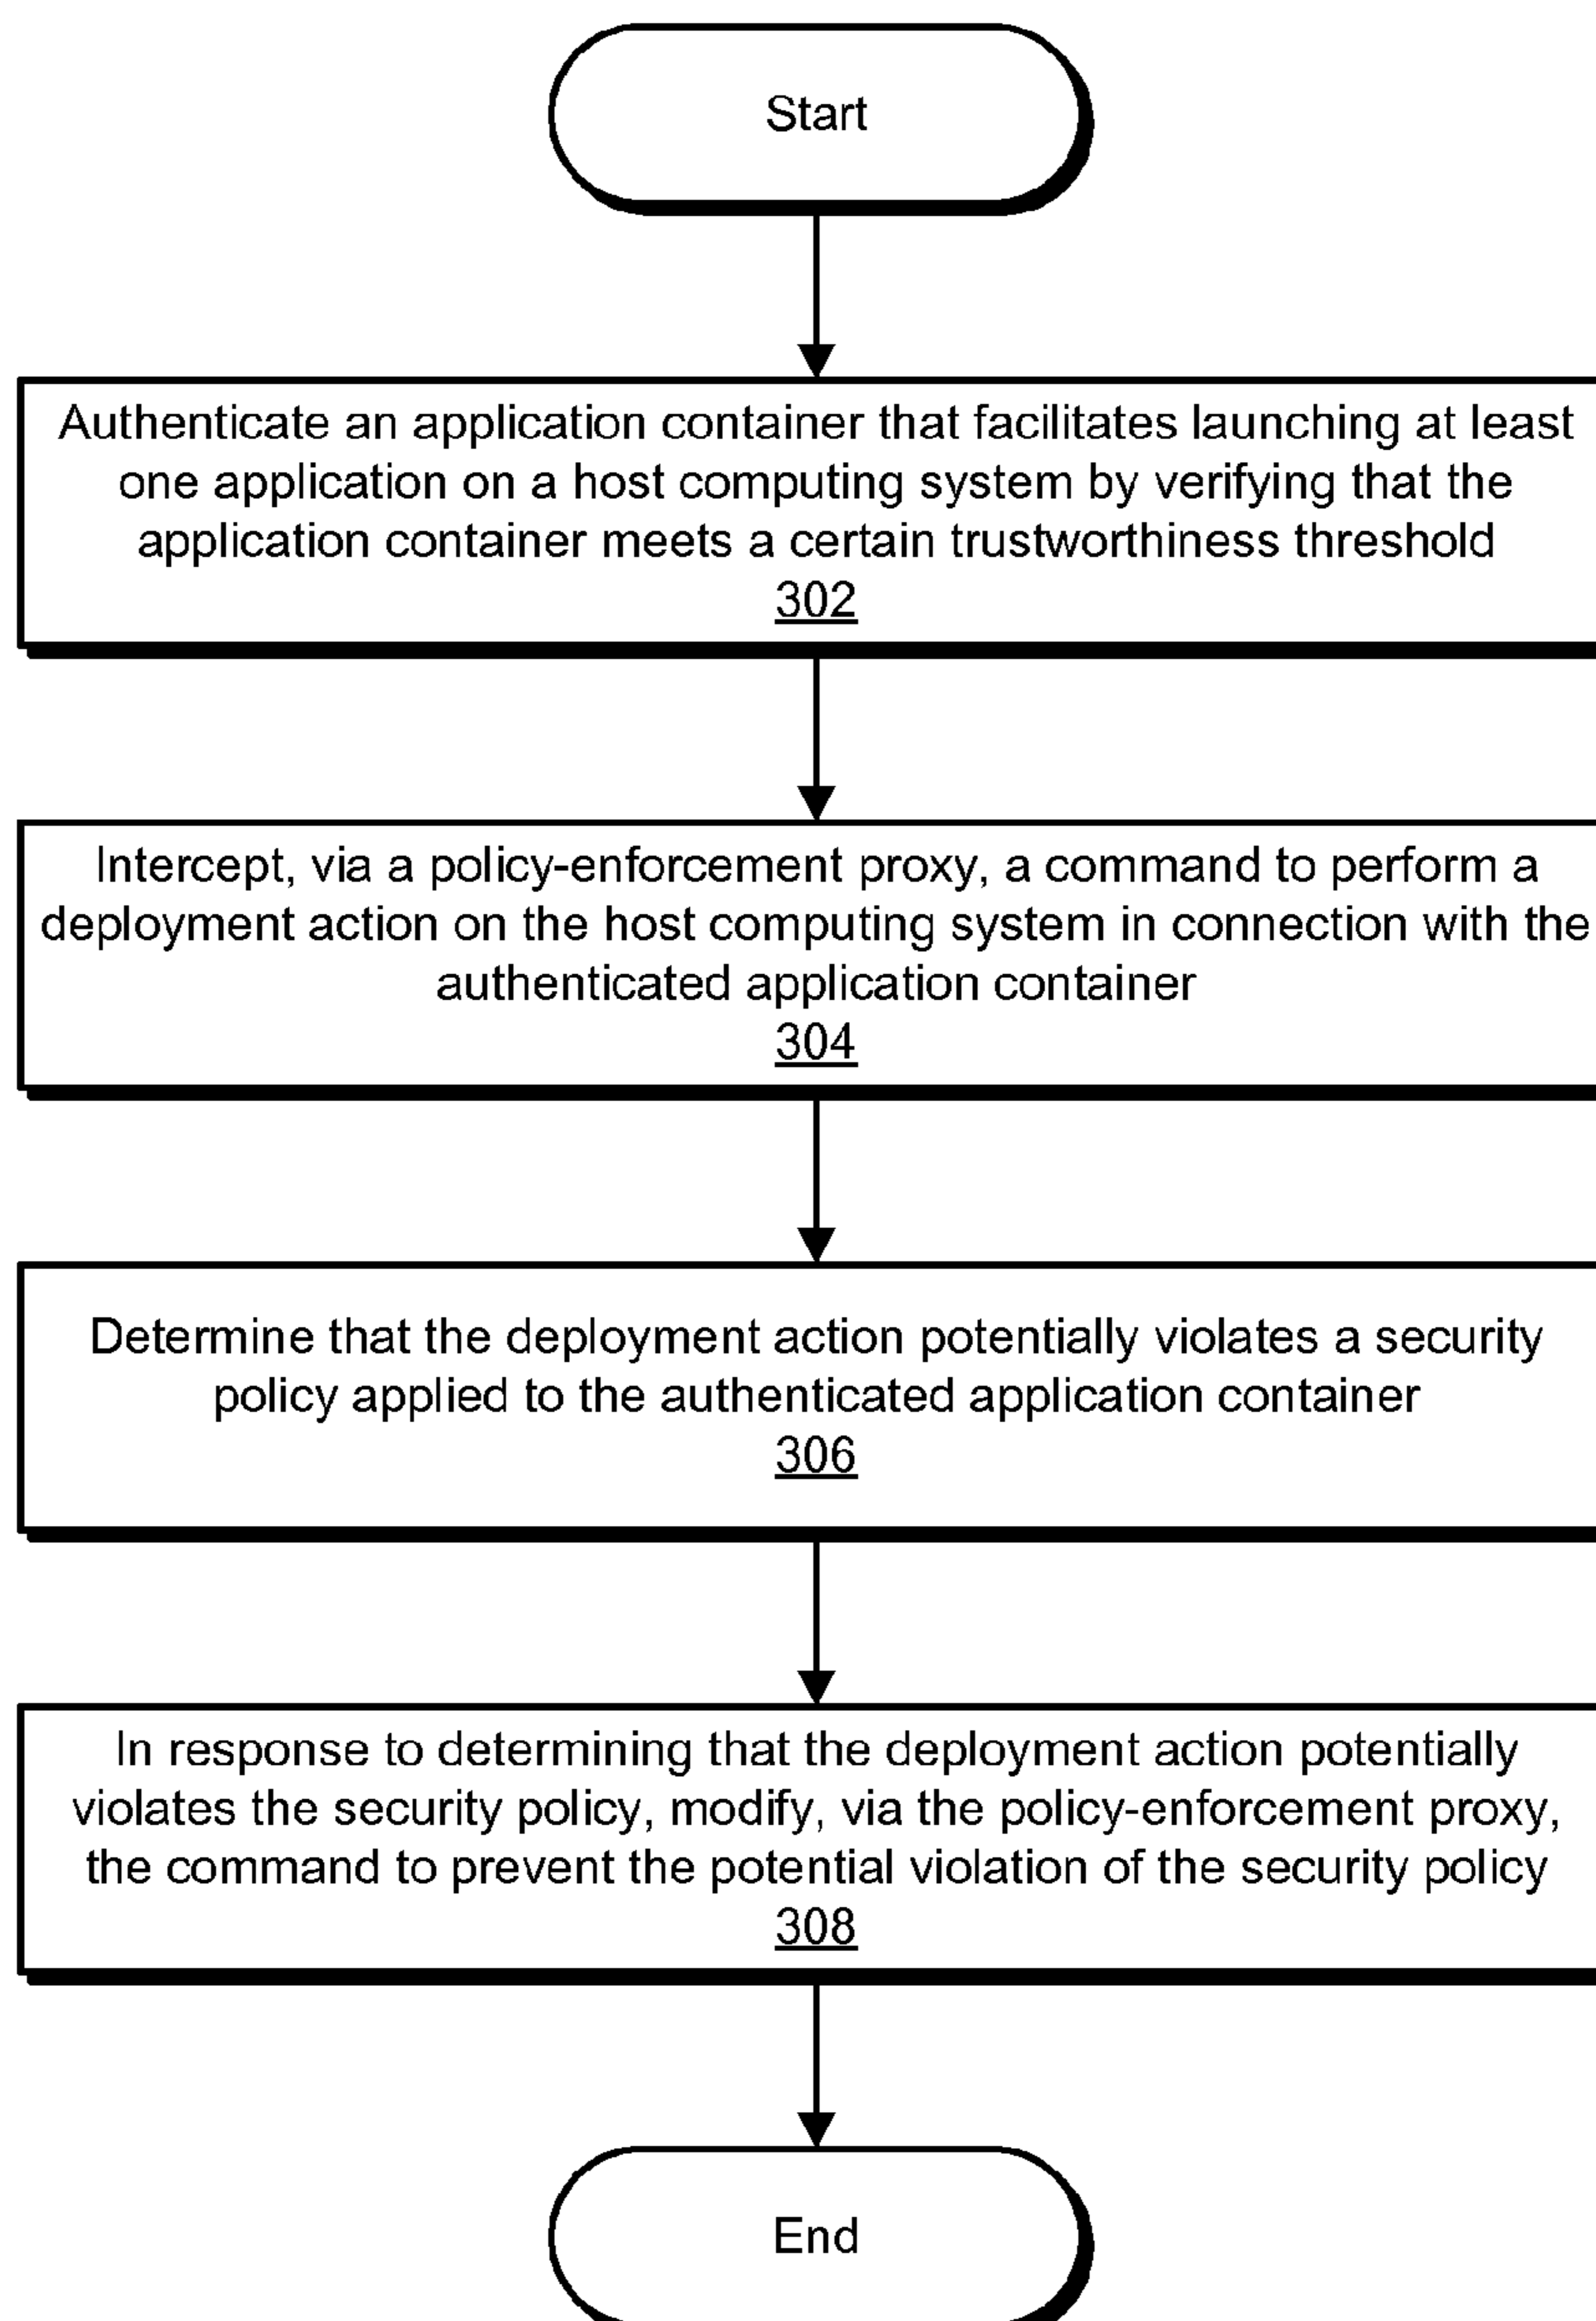 Start
Authenticate an application container that facilitates launching at least
one application on a host computing system by verifying that the
application container meets a certain trustworthiness threshold
302
Intercept, via a policy-enforcement proxy, a command to perform a
deployment action on the host computing system in connection with the
authenticated application container
304
Determine that the deployment action potentially violates a security
policy applied to the authenticated application container
306
In response to determining that the deployment action potentially
violates the security policy, modify, via the policy-enforcement proxy,
the command to prevent the potential violation of the security policy
308
End